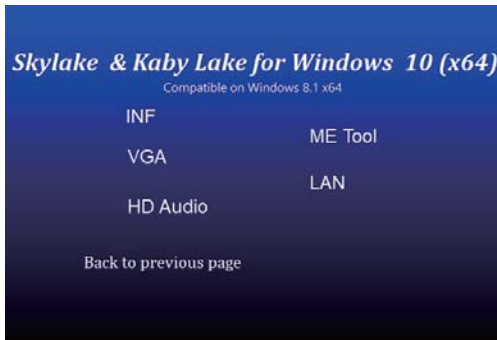 Skylake & Kaby Lake for Windows 10 (x64)
Compatible on Windows 8.1 x64
INF
VGA
HD Audio
ME Tool
LAN
Back to previous page